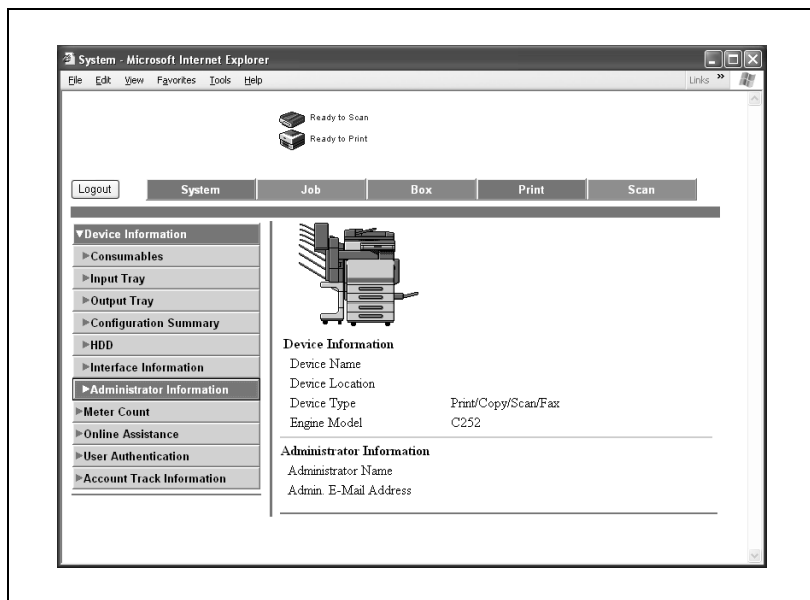 System - Microsoft Internet Explorer
File Edit View Favorites Tools Help Links »
Ready to Scan
Ready to Print
Logout System Job Box Print Scan
▼Device Information
▶Consumables
▶Input Tray
▶Output Tray
▶Configuration Summary
▶HDD
▶Interface Information
▶Administrator Information
▶Meter Count
▶Online Assistance
▶User Authentication
▶Account Track Information
Device Information
Device Name
Device Location
Device Type Print/Copy/Scan/Fax
Engine Model C252
Administrator Information
Administrator Name
Admin. E-Mail Address